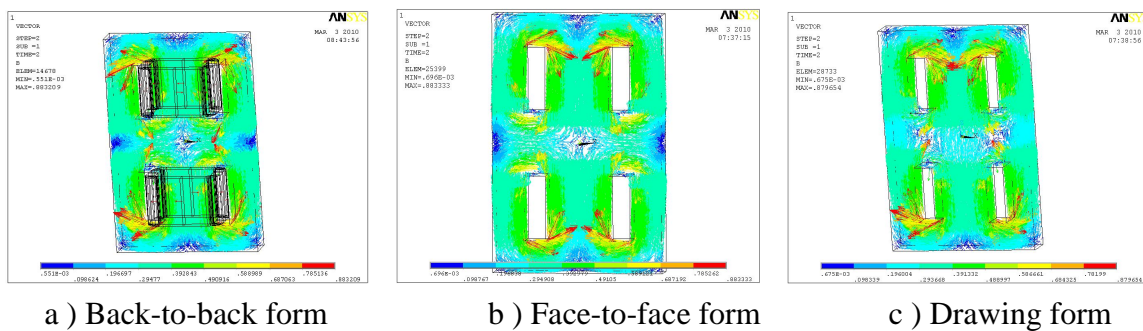 1
VECTOR
STEP=2
SUB =1
TIME=2
B
ELEM=14678
MIN=.551E-03
MAX=.883209
ANSYS
MAR 3 2010
08:43:56
.551E-03 .196697 .392843 .588989 .785136
.098624 .29477 .490916 .687063 .883209
a ) Back-to-back form
1
VECTOR
STEP=2
SUB =1
TIME=2
B
ELEM=25399
MIN=.696E-03
MAX=.883333
ANSYS
MAR 3 2010
07:37:15
.696E-03 .785262
.098767 .294908 .49105 .687192 .883333
b ) Face-to-face form
1
VECTOR
STEP=2
SUB =1
TIME=2
B
ELEM=28733
MIN=.675E-03
MAX=.879654
ANSYS
MAR 3 2010
07:38:56
.675E-03 .196004 .391332 .586661 .78199
.098339 .293668 .488997 .684325 .879654
c ) Drawing form